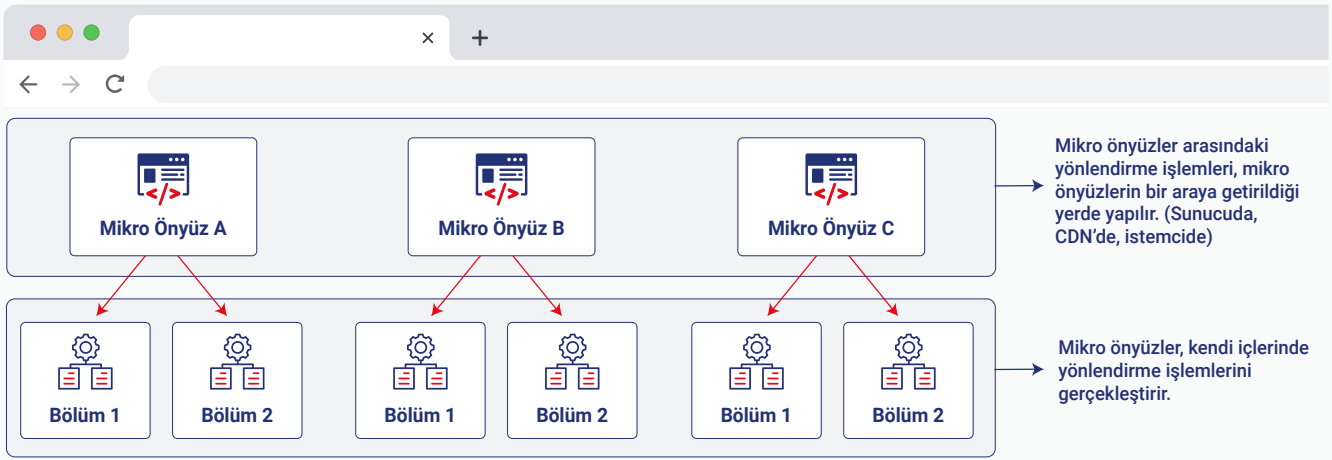 Mikro Önyüz A
Mikro Önyüz B
Mikro Önyüz C
Mikro önyüzler arasındaki
yönlendirme işlemleri, mikro
önyüzlerin bir araya getirildiği
yerde yapılır. (Sunucuda,
CDN’de, istemcide)
Bölüm 1
Bölüm 2
Bölüm 1
Bölüm 2
Bölüm 1
Bölüm 2
Mikro önyüzler, kendi içlerinde
yönlendirme işlemlerini
gerçekleştirir.